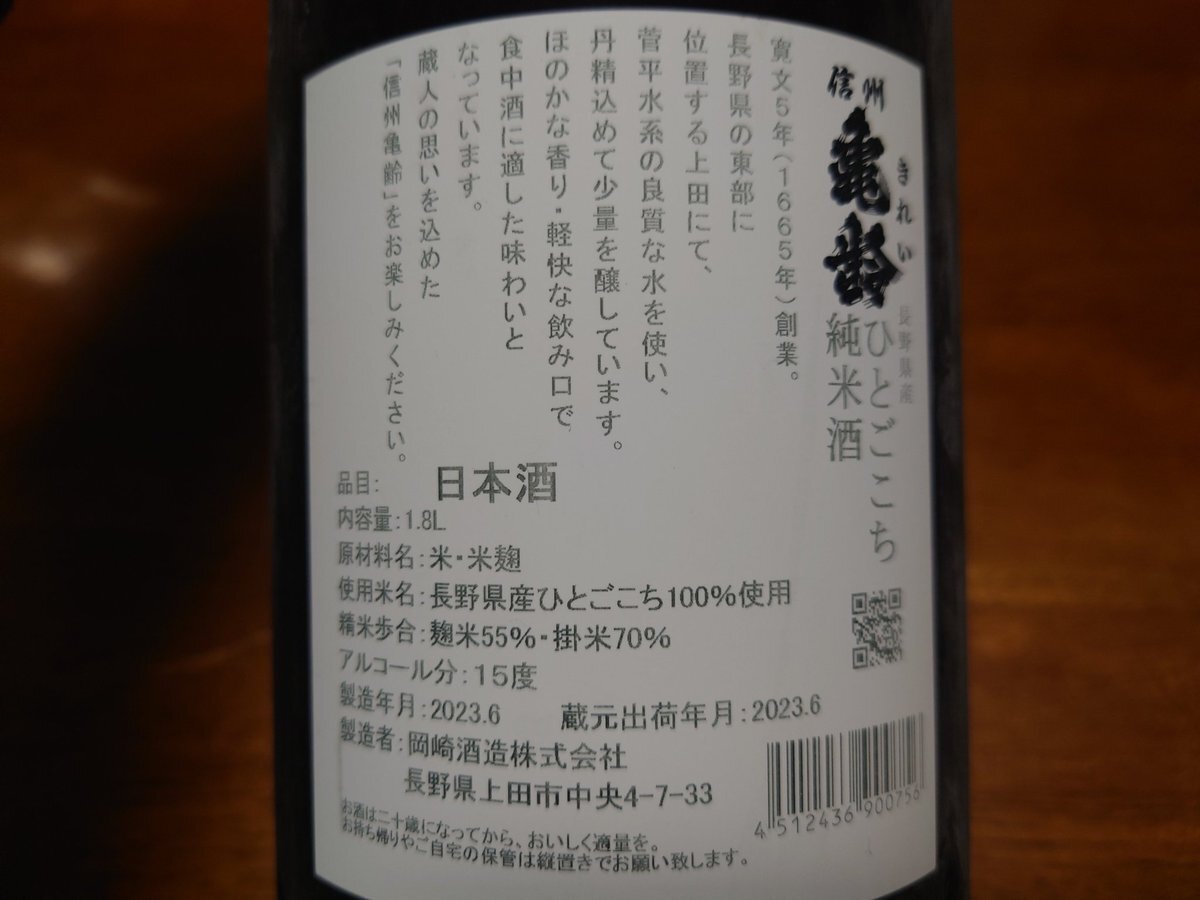 信州
亀齢
きれい
長野県産
ひとごこち
純米酒
寛文5年（1665年）創業。
長野県の東部に
位置する上田にて、
菅平水系の良質な水を使い、
丹精込めて少量を醸しています。
ほのかな香り・軽快な飲み口で
食中酒に適した味わいと
なっています。
蔵人の思いを込めた
「信州亀齢」をお楽しみください。
品目: 日本酒
内容量:1.8L
原材料名:米・米麹
使用米名:長野県産ひとごこち100%使用
精米歩合:麹米55%・掛米70%
アルコール分:15度
製造年月:2023.6 蔵元出荷年月:2023.6
製造者:岡崎酒造株式会社
長野県上田市中央4-7-33
お酒は二十歳になってから、おいしく適量を。
お持ち帰りやご自宅の保管は縦置きでお願い致します。
4 512436 900756